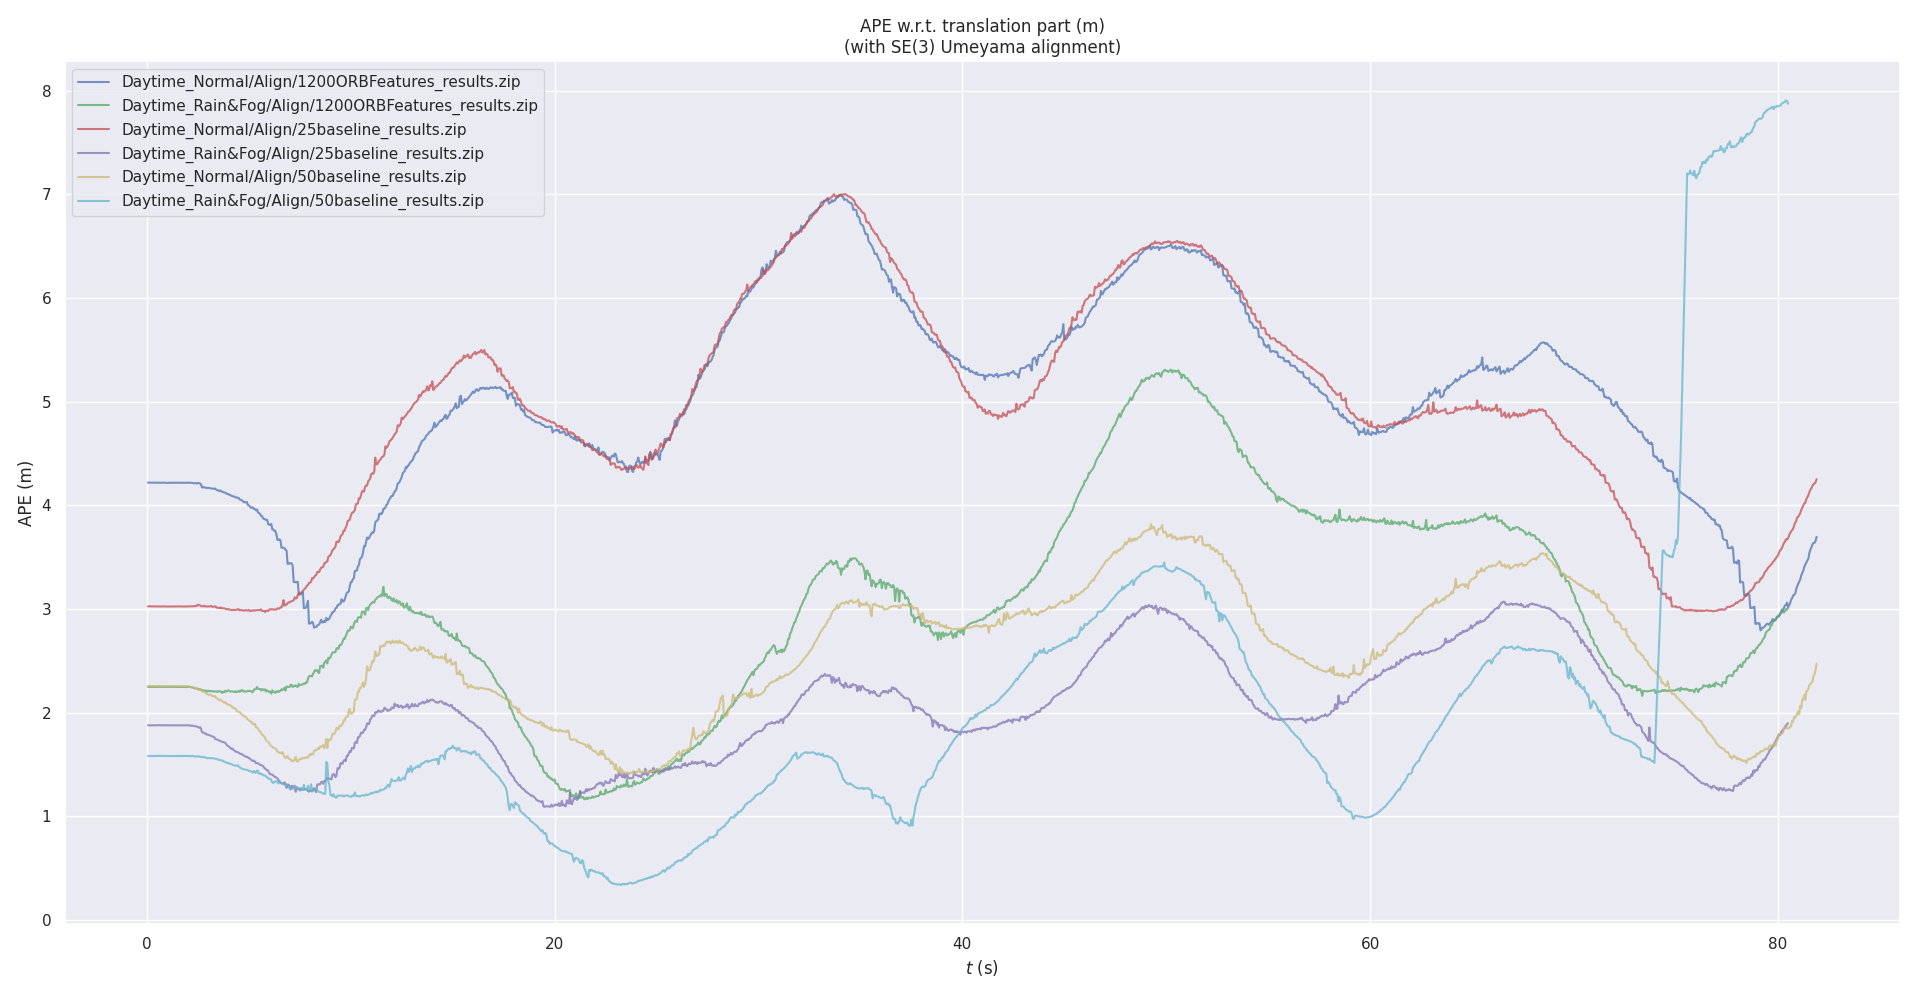 APE w.r.t. translation part (m)
(with SE(3) Umeyama alignment)
Daytime_Normal/Align/1200ORBFeatures_results.zip
Daytime_Rain&Fog/Align/1200ORBFeatures_results.zip
Daytime_Normal/Align/25baseline_results.zip
Daytime_Rain&Fog/Align/25baseline_results.zip
Daytime_Normal/Align/50baseline_results.zip
Daytime_Rain&Fog/Align/50baseline_results.zip
APE (m)
8
7
6
5
4
3
2
1
0
0 20 40 60 80
t (s)